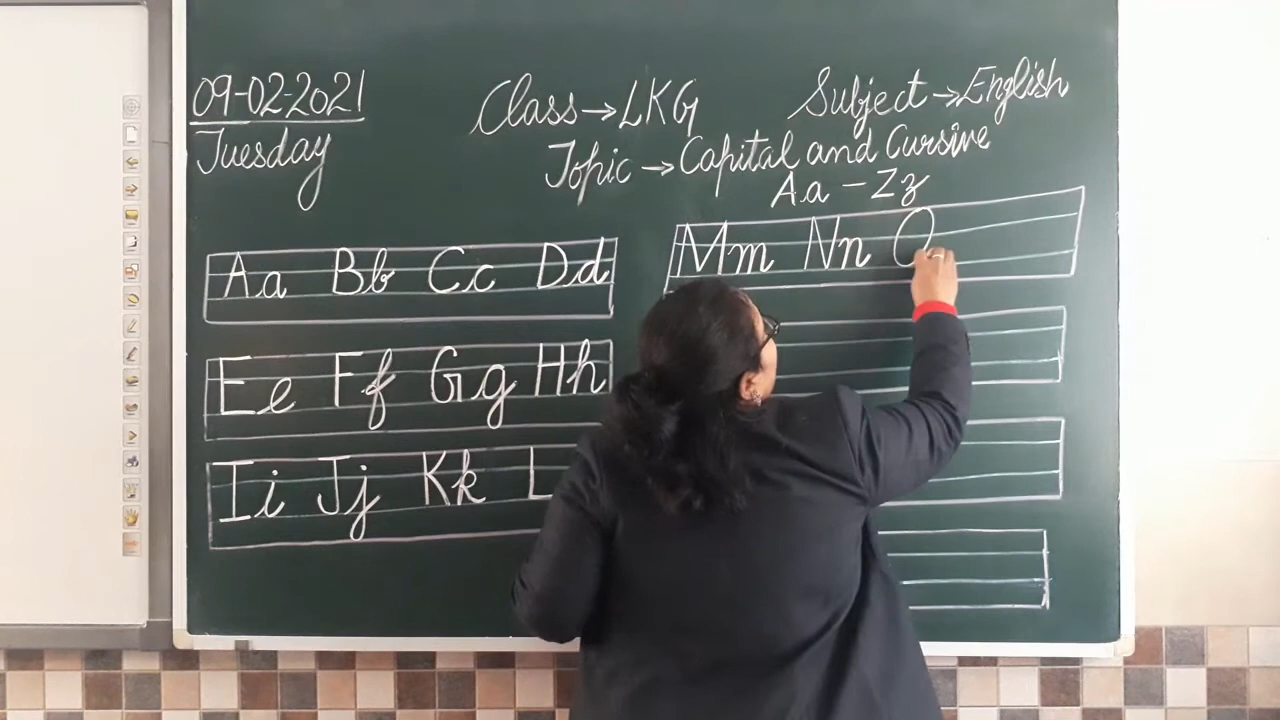 09-02-2021
Tuesday
Class→LKG
Subject→English
Topic→Capital and Cursive
Aa-Zz
Aa Bb Cc Dd
Ee Ff Gg Hh
Ii Jj Kk L
Mm Nn O